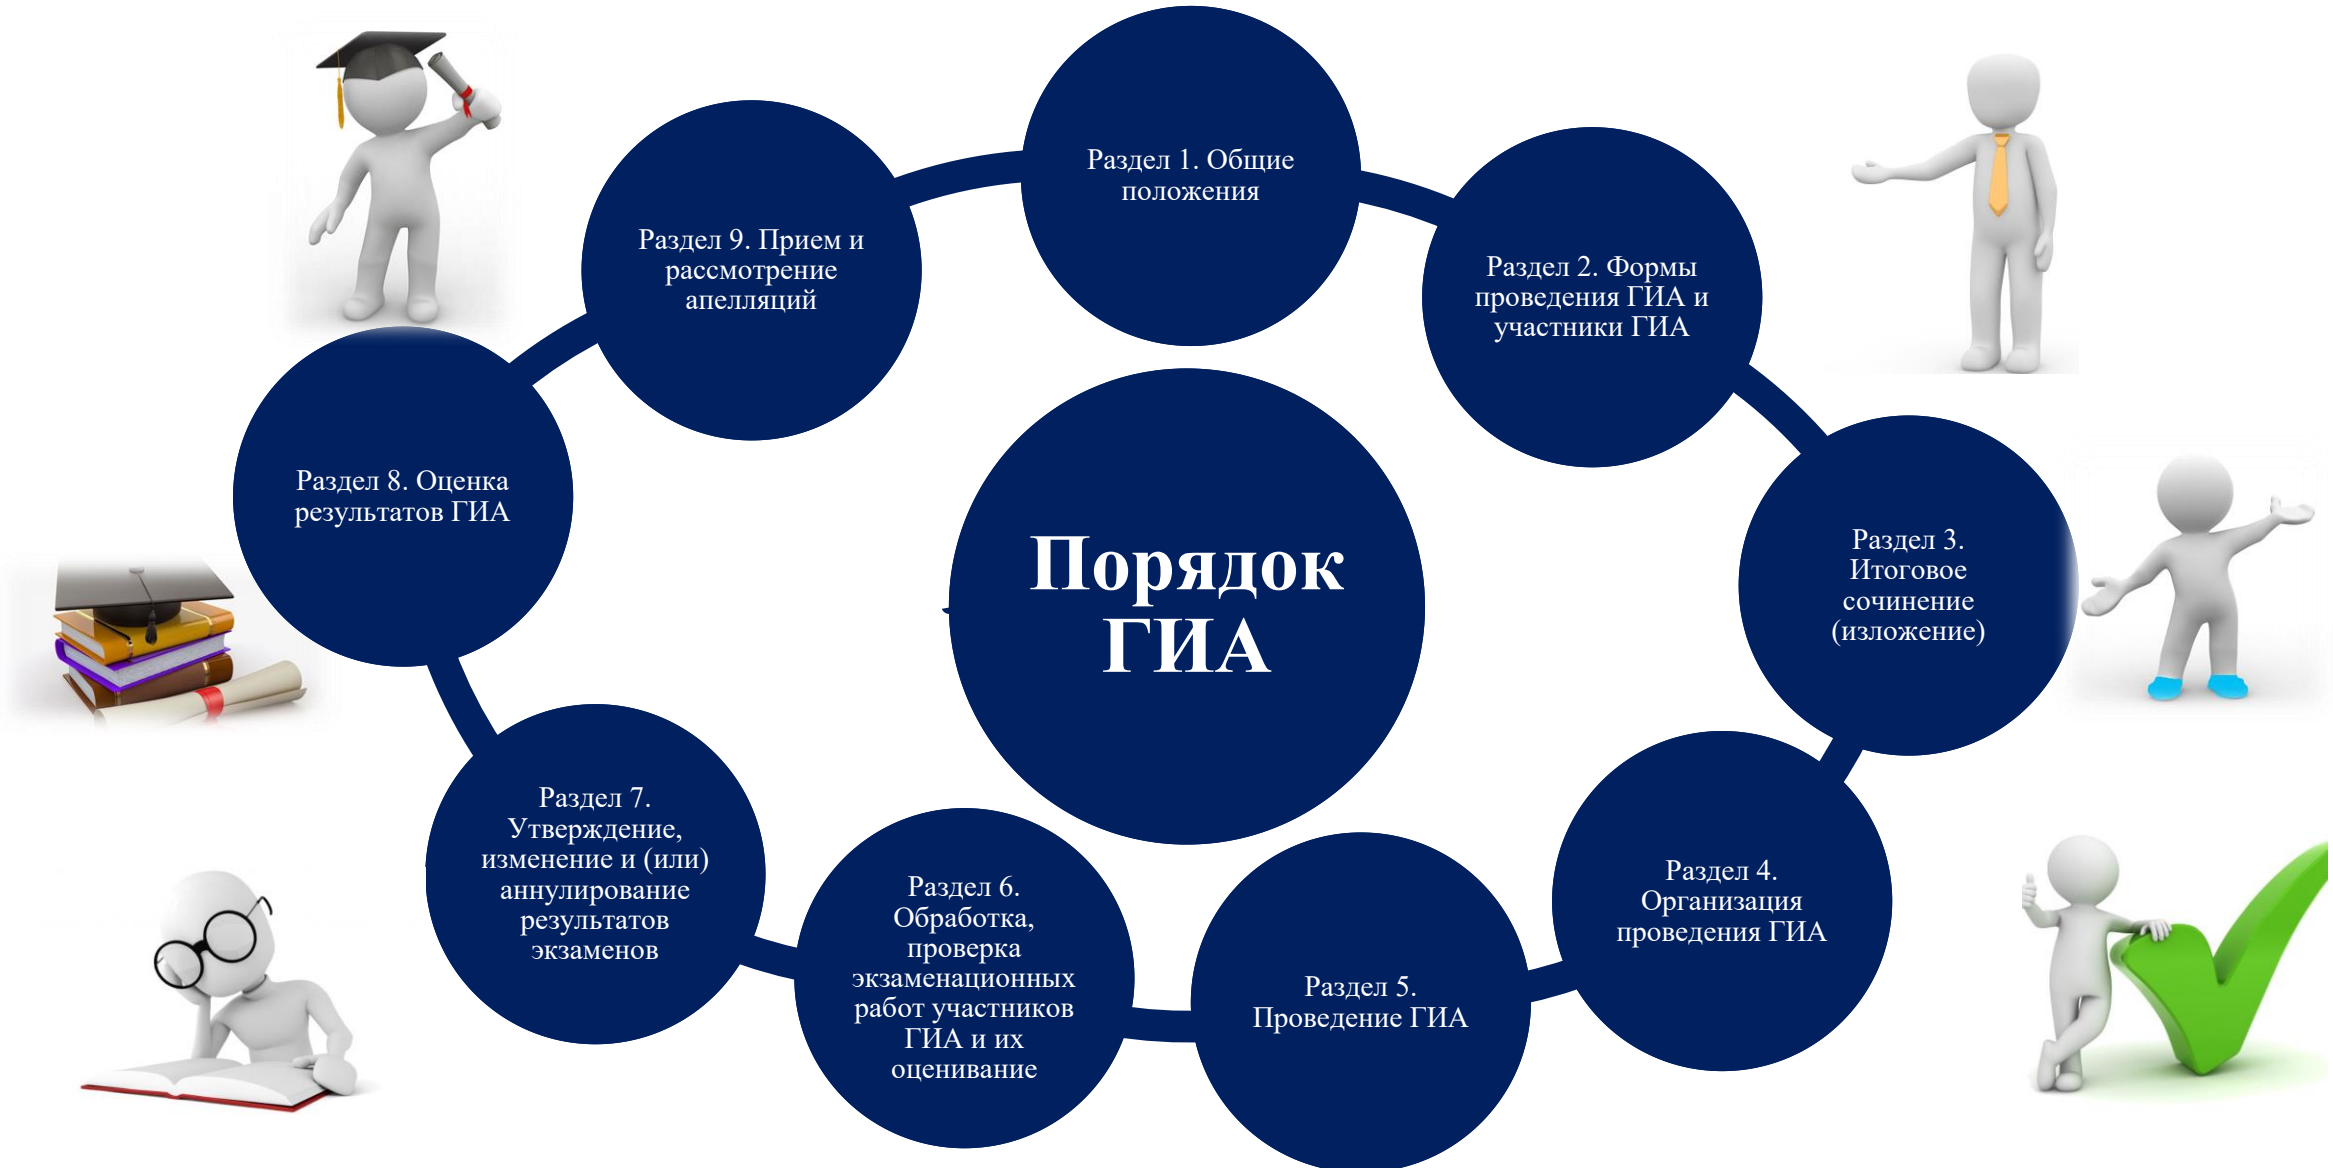 Порядок
ГИА
Раздел 1. Общие
положения
Раздел 2. Формы
проведения ГИА и
участники ГИА
Раздел 3.
Итоговое
сочинение
(изложение)
Раздел 4.
Организация
проведения ГИА
Раздел 5.
Проведение ГИА
Раздел 6.
Обработка,
проверка
экзаменационных
работ участников
ГИА и их
оценивание
Раздел 7.
Утверждение,
изменение и (или)
аннулирование
результатов
экзаменов
Раздел 8. Оценка
результатов ГИА
Раздел 9. Прием и
рассмотрение
апелляций